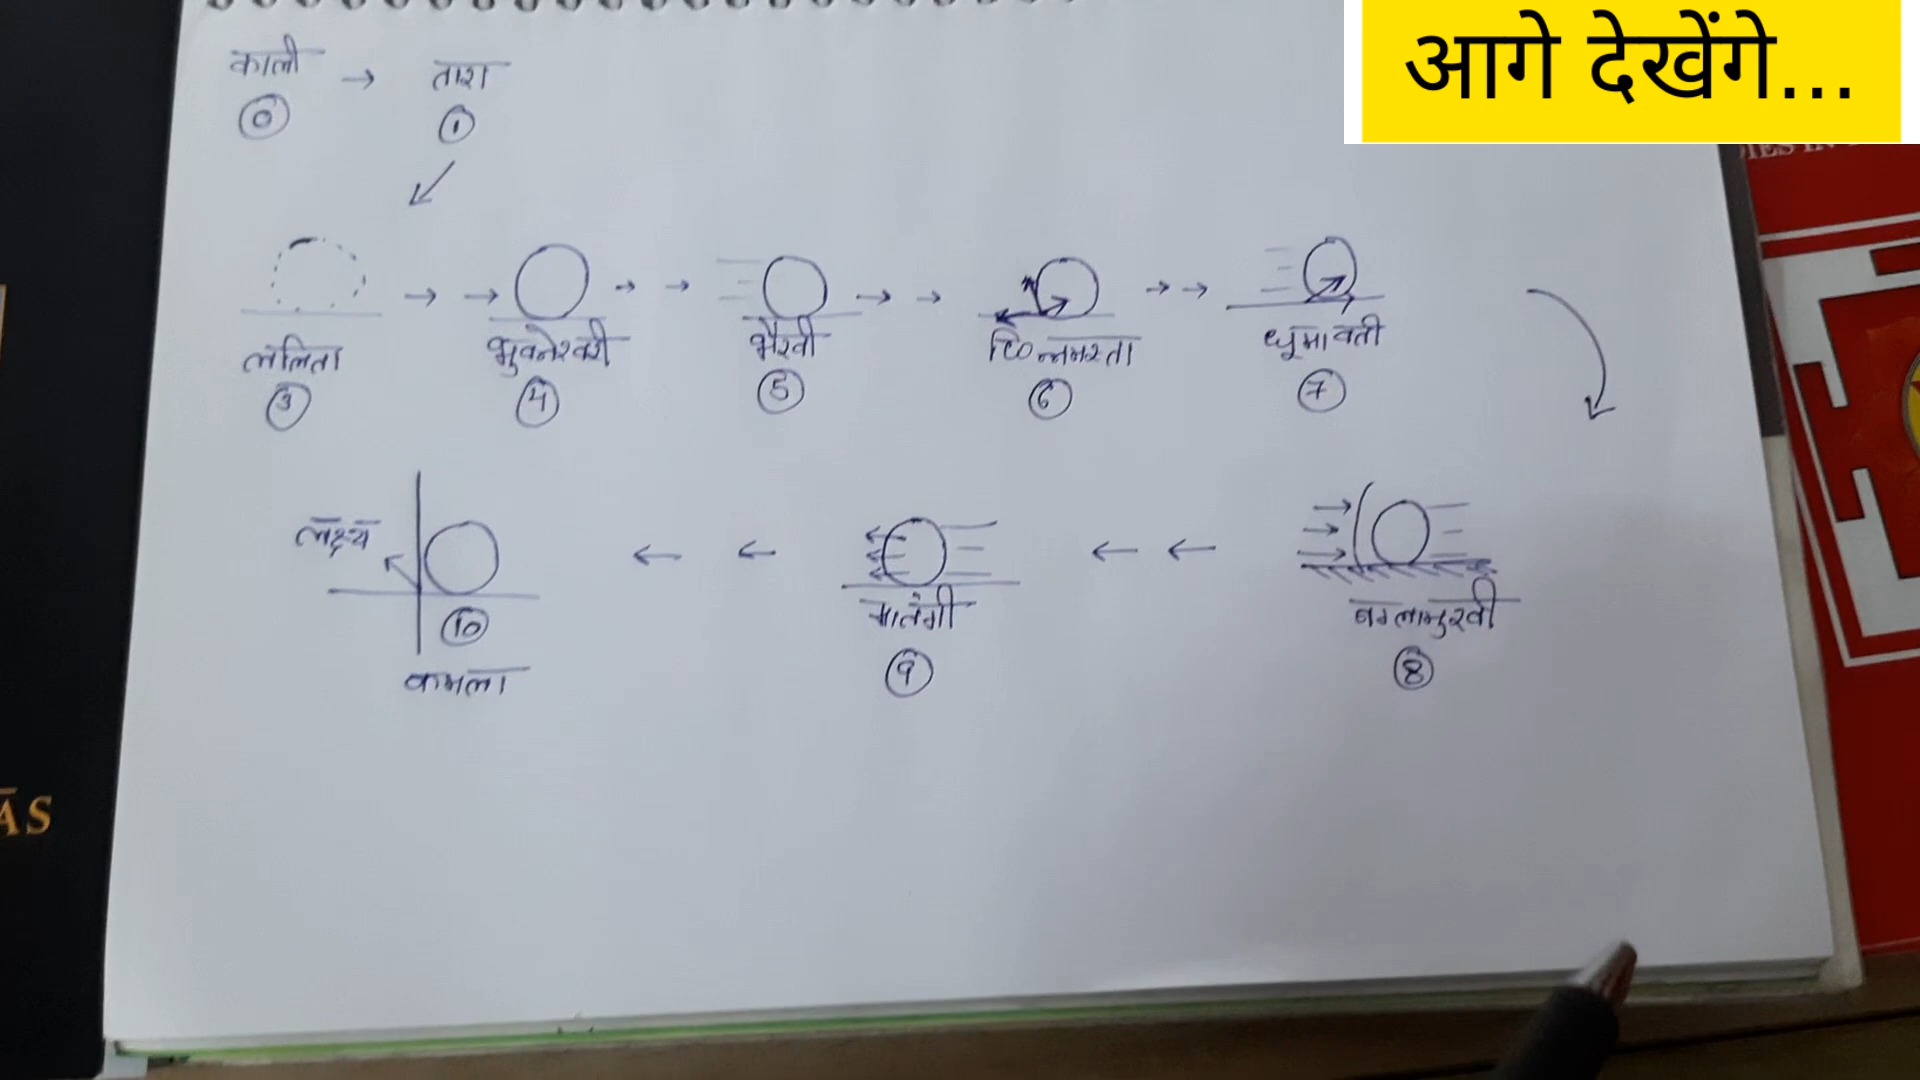 आगे देखेंगे...
काली → तारा
0 1
ललिता → → भुवनेश्वरी → → भैरवी → → छिन्नमस्ता → → धूमावती
3 4 5 6 7
लक्ष्य
10 ← ← मातंगी ← ← बगलामुखी
कमला 9 8
ĀS